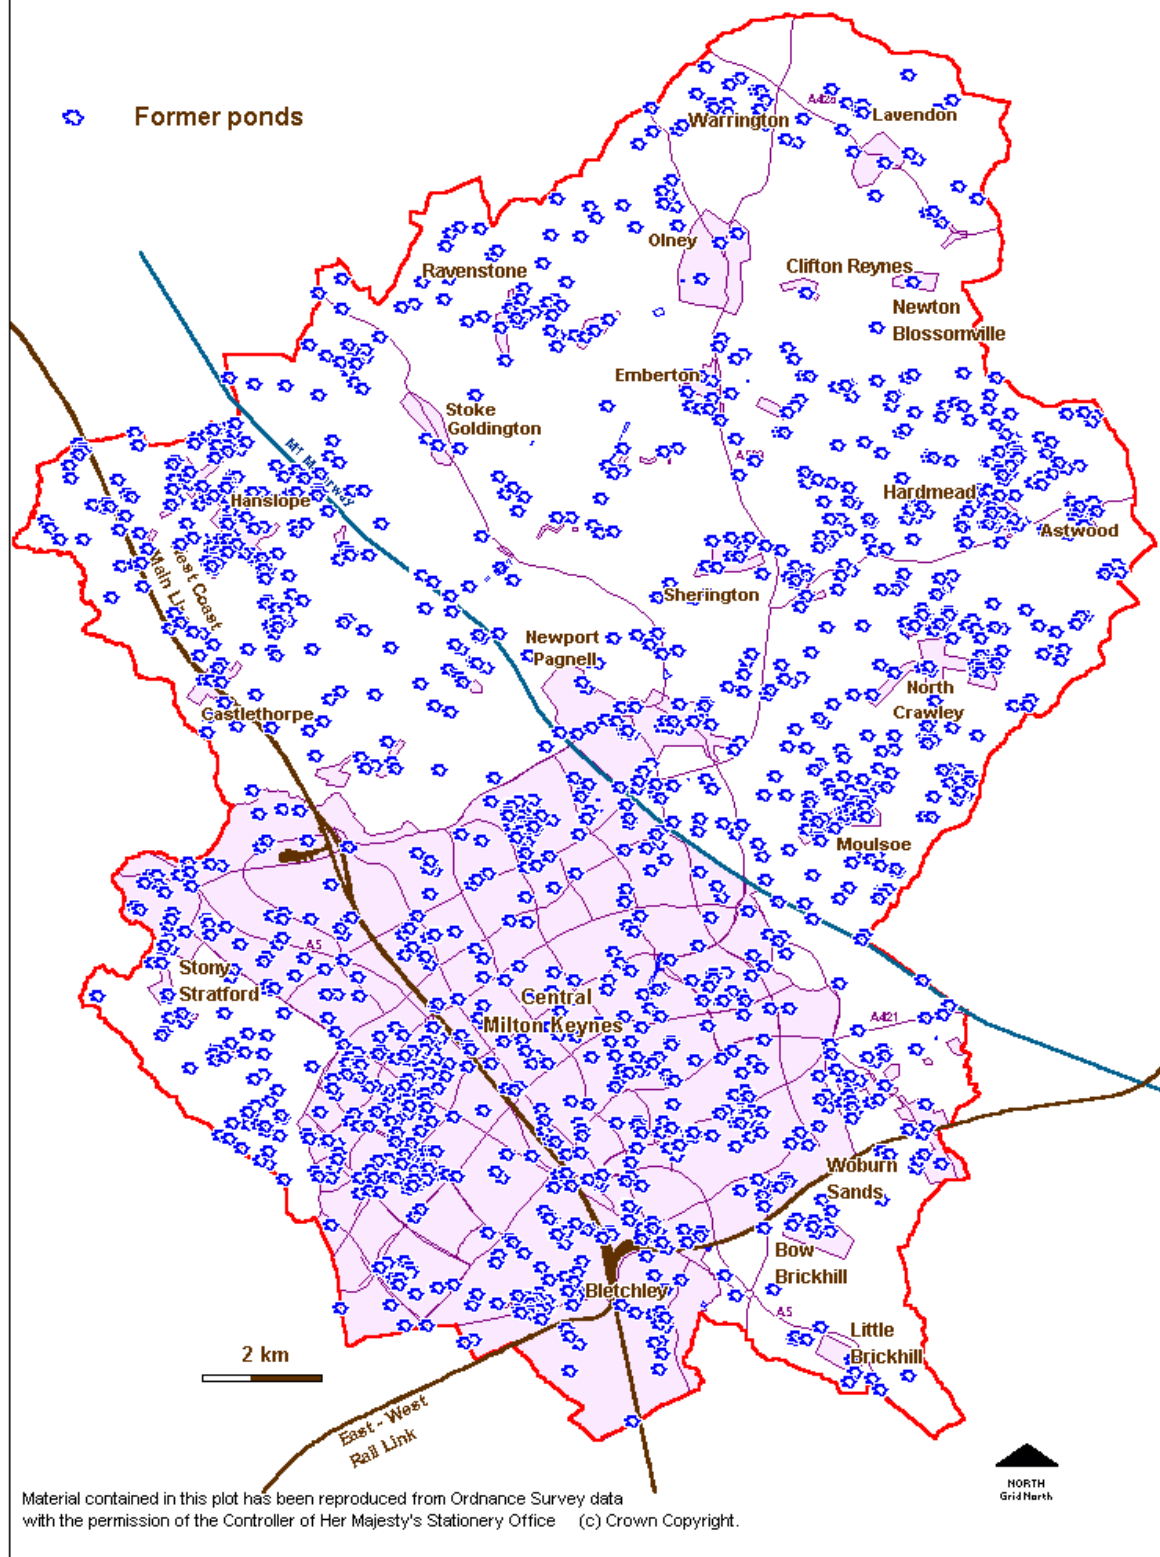 Former ponds
A428
Lavendon
Warrington
Olney
Clifton Reynes
Ravenstone
Newton
Blossomville
Emberton
Stoke
Goldington
M1 Motorway
A509
Hanslope
Hardmead
Astwood
West Coast
Main Line
Sherington
Newport
Pagnell
North
Crawley
Castlethorpe
Moulsoe
A5
Stony
Stratford
Central
Milton Keynes
A421
Woburn
Sands
Bow
Brickhill
Bletchley
A5
Little
Brickhill
2 km
East - West
Rail Link
NORTH
Grid North
Material contained in this plot has been reproduced from Ordnance Survey data
with the permission of the Controller of Her Majesty's Stationery Office (c) Crown Copyright.